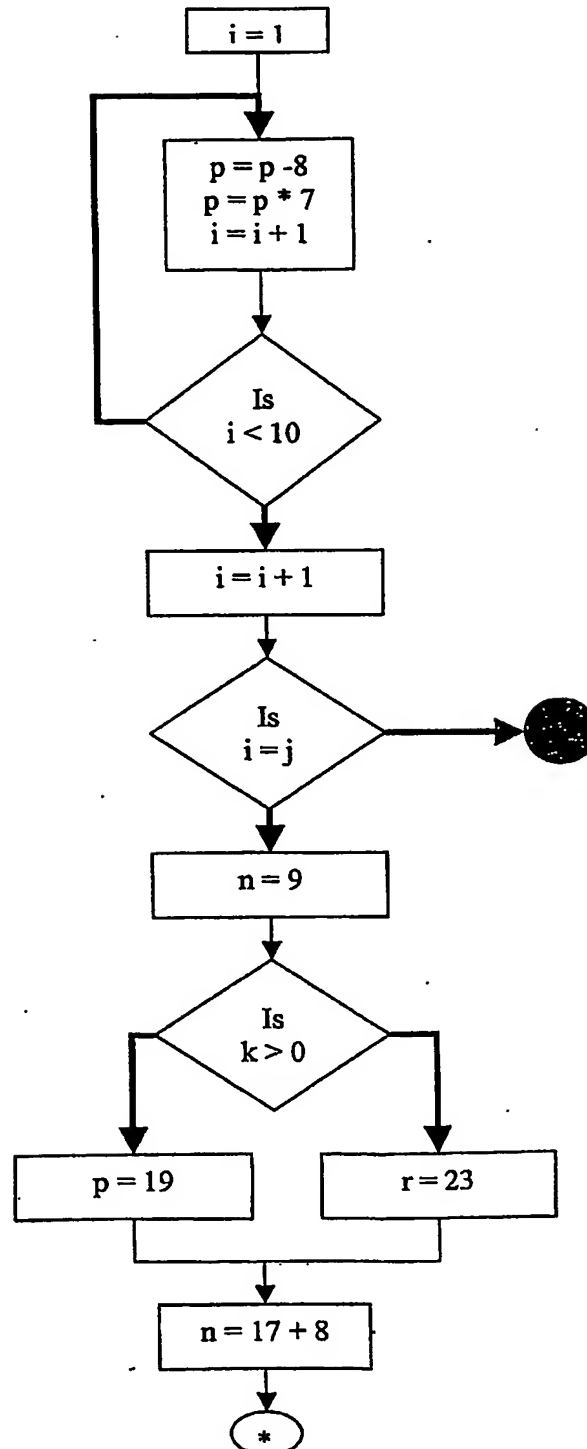 i = 1
p = p -8
p = p * 7
i = i + 1
Is
i < 10
i = i + 1
Is
i = j
n = 9
Is
k > 0
p = 19
r = 23
n = 17 + 8
*